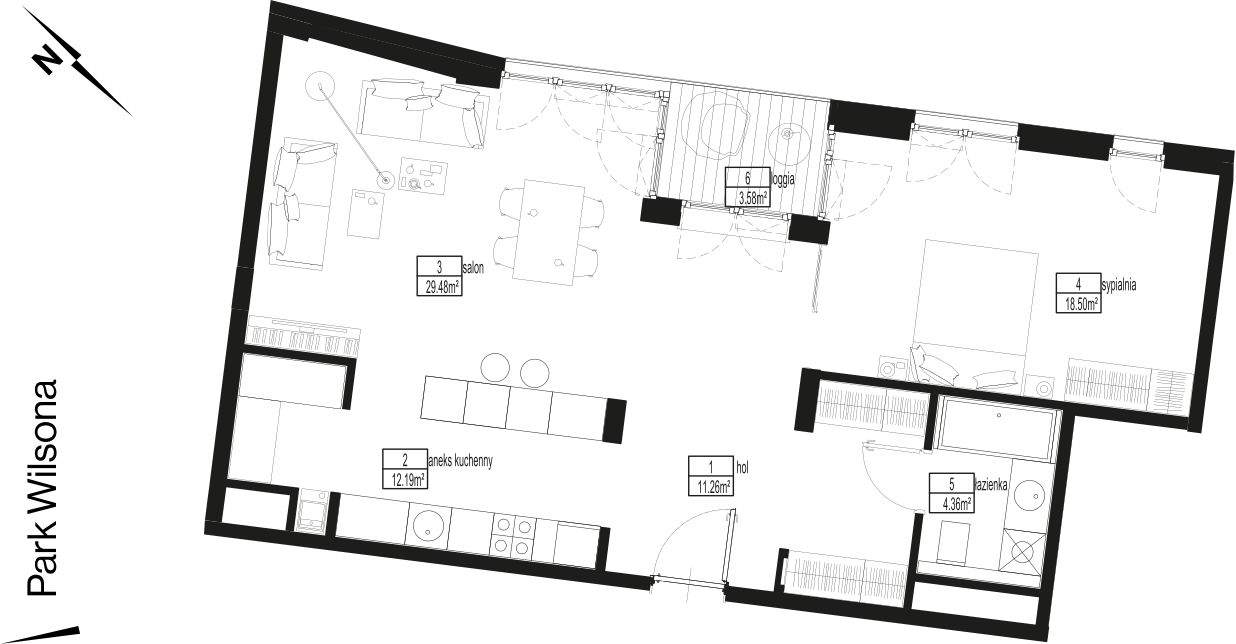 N
6 loggia
3.58m²
3 salon
29.48m²
4 sypialnia
18.50m²
2 aneks kuchenny
12.19m²
1 hol
11.26m²
5 łazienka
4.36m²
Park Wilsona